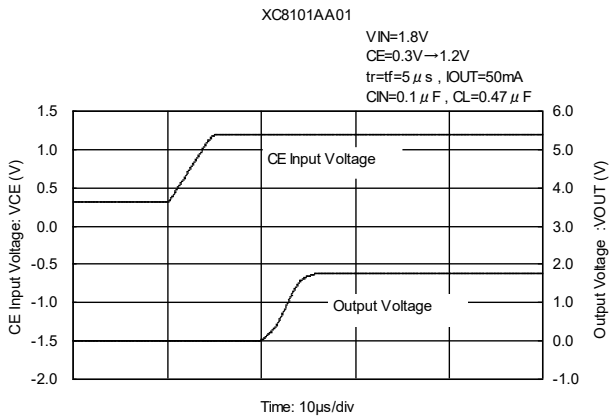 XC8101AA01
VIN=1.8V
CE=0.3V→1.2V
tr=tf=5μs , IOUT=50mA
CIN=0.1μF , CL=0.47μF
CE Input Voltage: VCE (V)
1.5
1.0
0.5
0.0
-0.5
-1.0
-1.5
-2.0
CE Input Voltage
Output Voltage
6.0
5.0
4.0
3.0
2.0
1.0
0.0
-1.0
Output Voltage :VOUT (V)
Time: 10μs/div